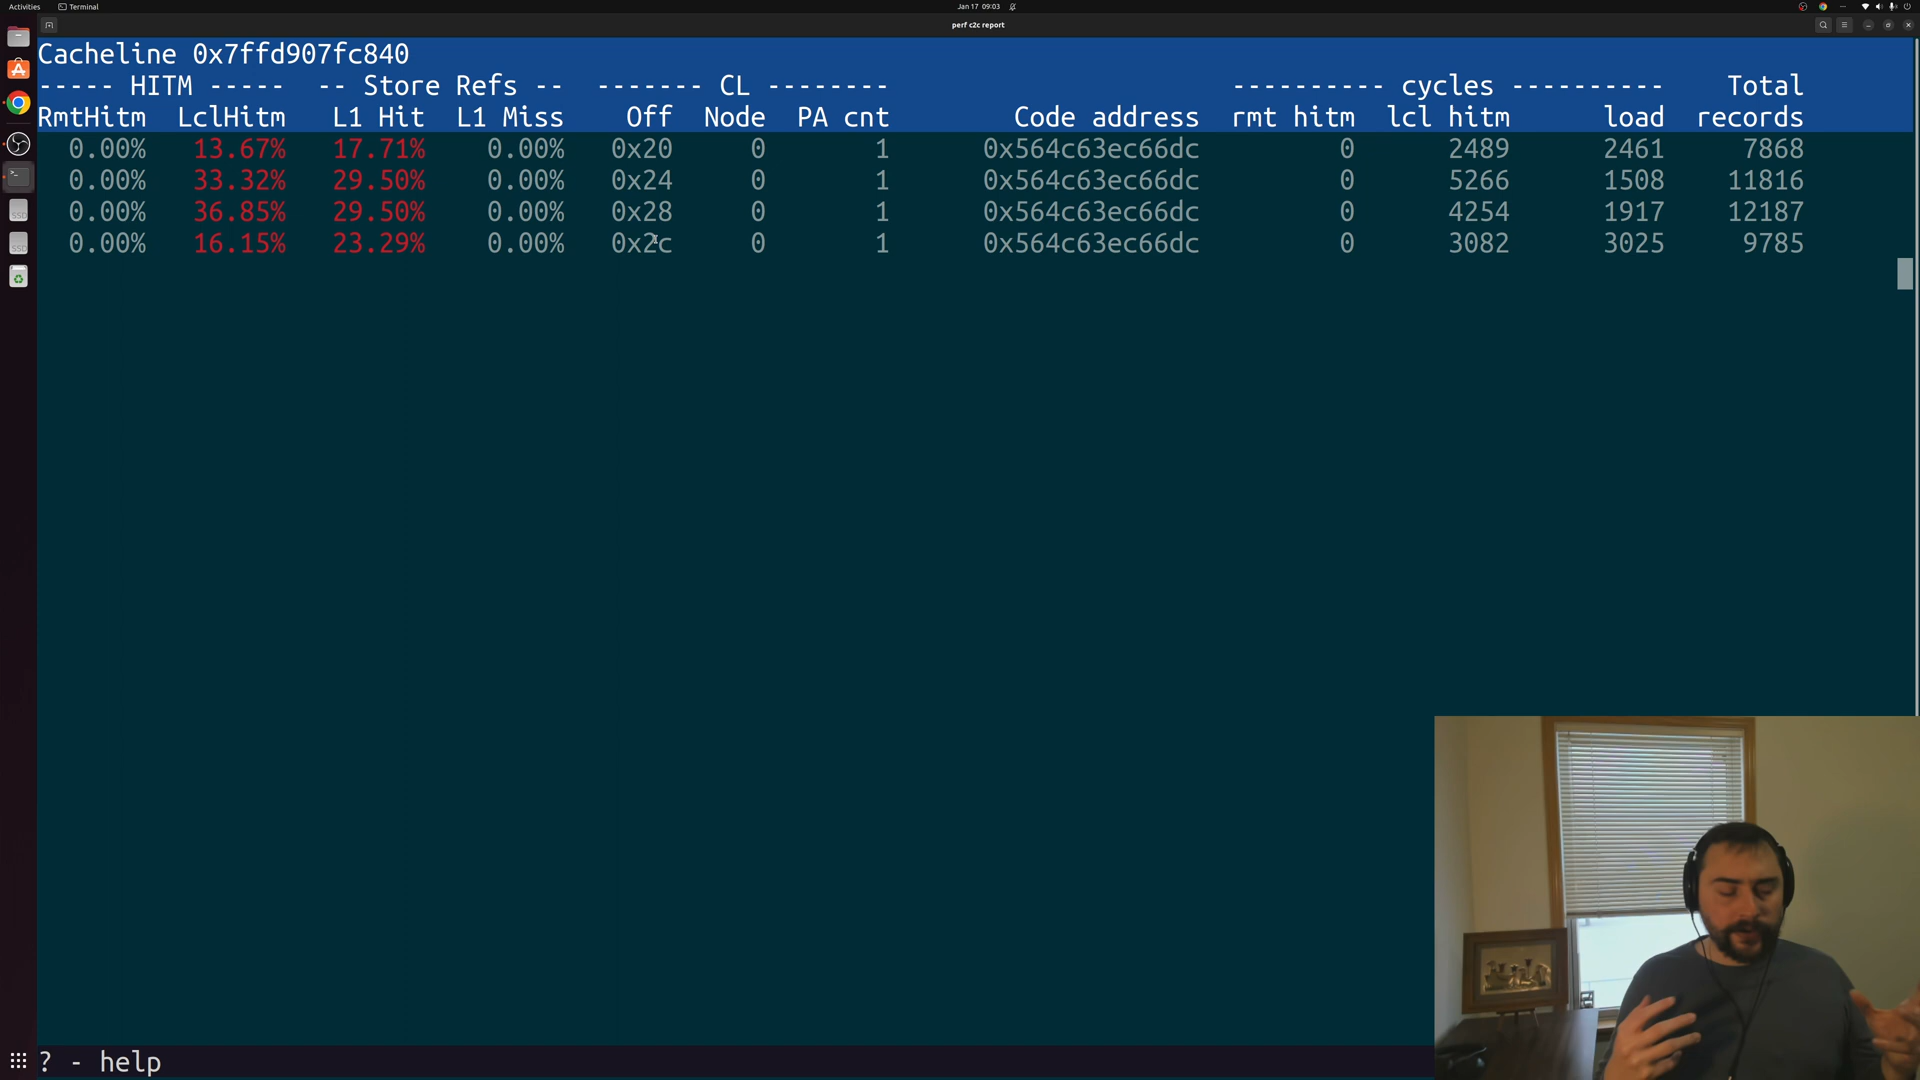 Activities Terminal Jan 17 09:03
perf c2c report
Cacheline 0x7ffd907fc840
----- HITM ----- -- Store Refs -- ------- CL -------- ---------- cycles ---------- Total
RmtHitm LclHitm L1 Hit L1 Miss Off Node PA cnt Code address rmt hitm lcl hitm load records
0.00% 13.67% 17.71% 0.00% 0x20 0 1 0x564c63ec66dc 0 2489 2461 7868
0.00% 33.32% 29.50% 0.00% 0x24 0 1 0x564c63ec66dc 0 5266 1508 11816
0.00% 36.85% 29.50% 0.00% 0x28 0 1 0x564c63ec66dc 0 4254 1917 12187
0.00% 16.15% 23.29% 0.00% 0x2c 0 1 0x564c63ec66dc 0 3082 3025 9785
? - help